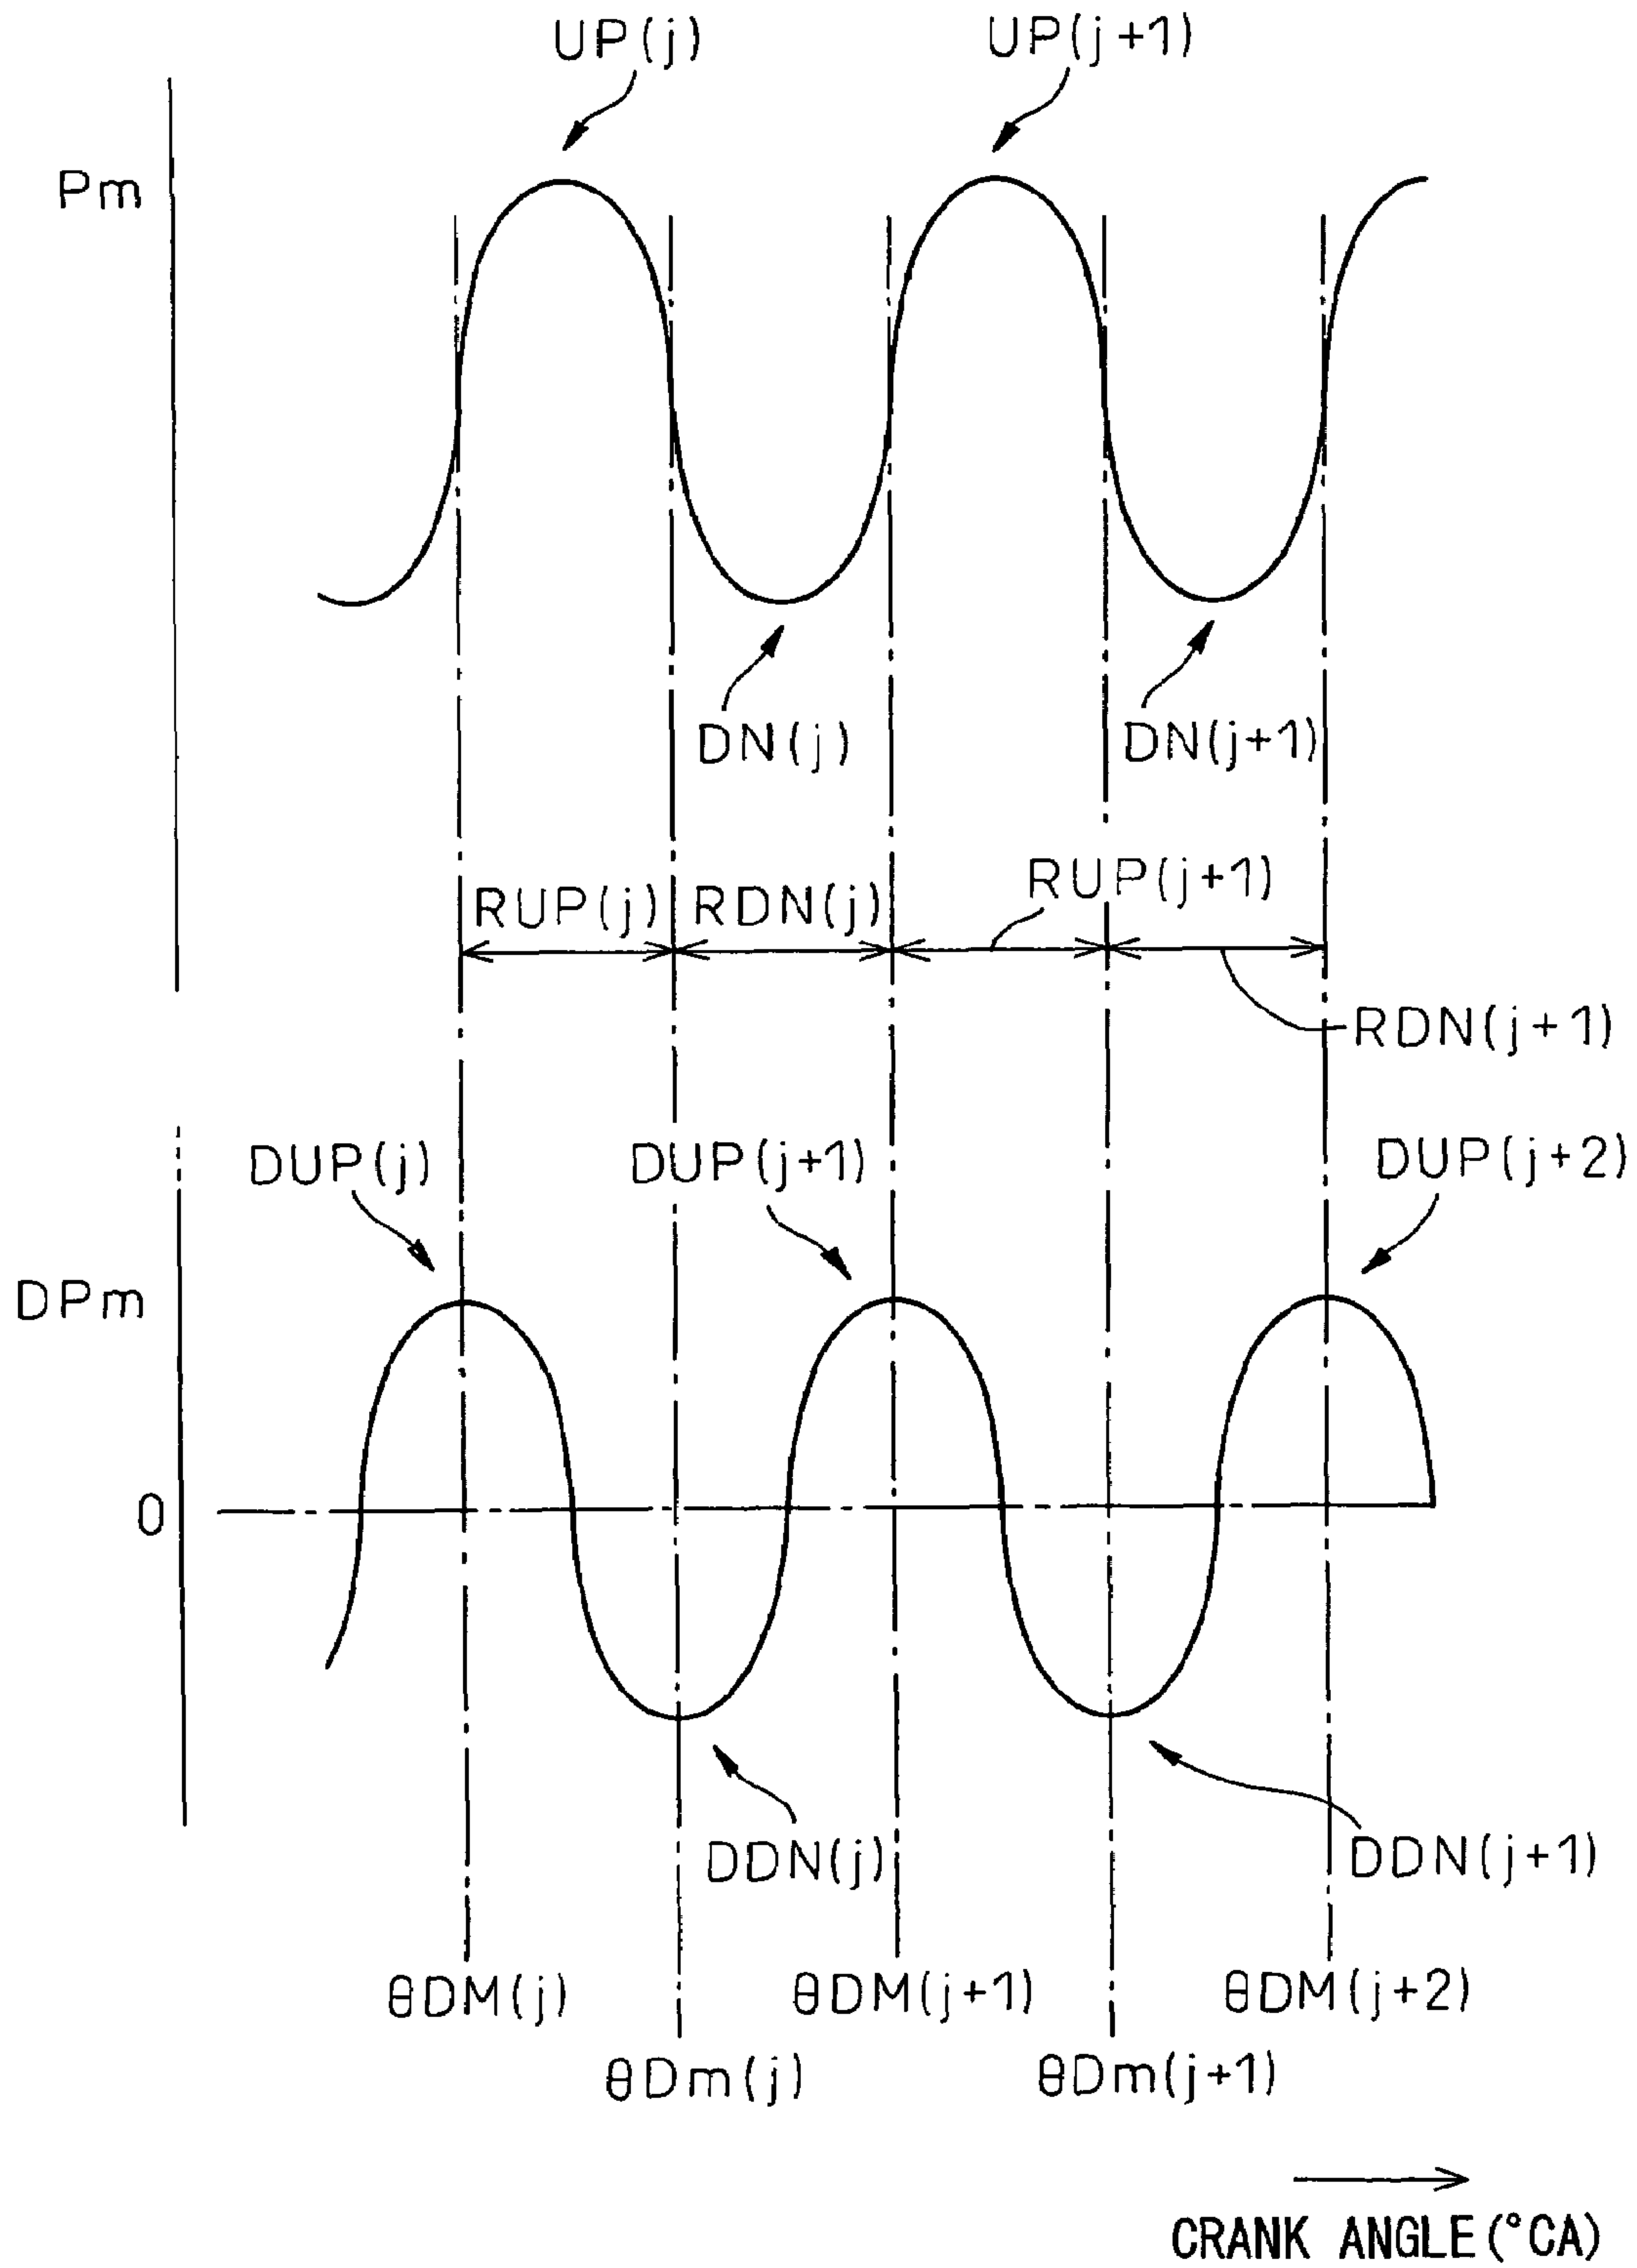 UP(j)
UP(j+1)
Pm
DN(j)
DN(j+1)
RUP(j)
RDN(j)
RUP(j+1)
RDN(j+1)
DUP(j)
DUP(j+1)
DUP(j+2)
DPm
0
DDN(j)
DDN(j+1)
θDM(j)
θDM(j+1)
θDM(j+2)
θDm(j)
θDm(j+1)
CRANK ANGLE(°CA)